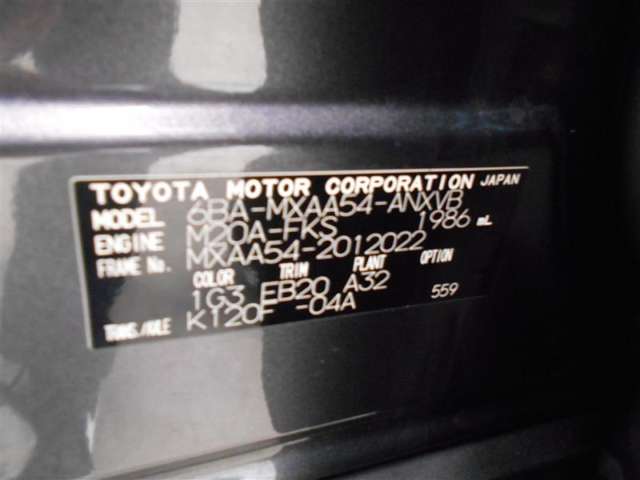 TOYOTA MOTOR CORPORATION JAPAN
MODEL 6BA-MXAA54-ANXVB
ENGINE M20A-FKS 1986 mL
FRAME No. MXAA54-2012022
COLOR TRIM PLANT OPTION
1G3 EB20 A32 559
TRANS./AXLE K120F -04A